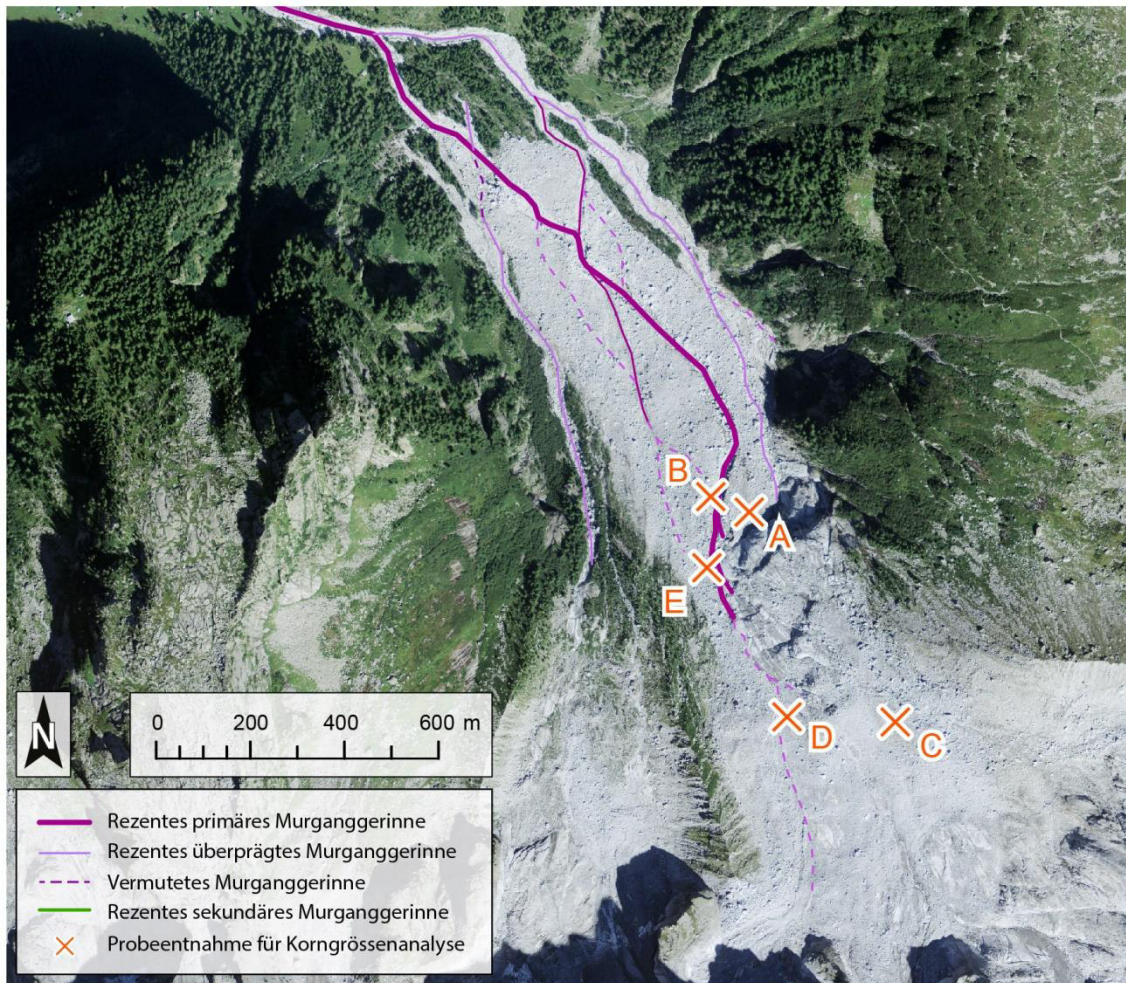 B
A
E
D
C
N
0 200 400 600 m
Rezentes primäres Murganggerinne
Rezentes überprägtes Murganggerinne
Vermutetes Murganggerinne
Rezentes sekundäres Murganggerinne
Probeentnahme für Korngrössenanalyse